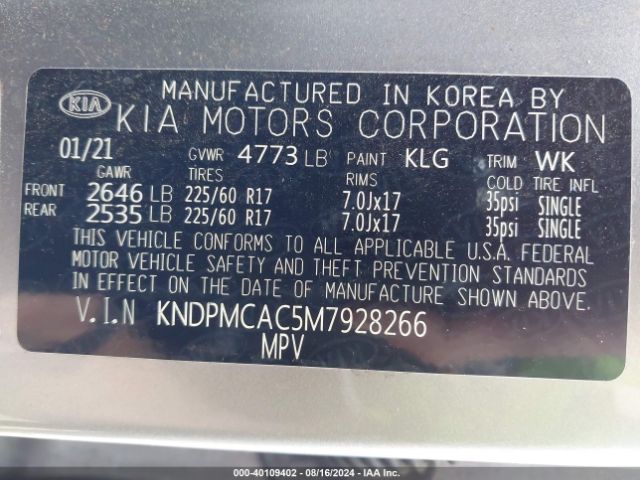 KIA MANUFACTURED IN KOREA BY
KIA MOTORS CORPORATION
01/21 GVWR 4773 LB PAINT KLG TRIM WK
GAWR TIRES RIMS COLD TIRE INFL
FRONT 2646 LB 225/60 R17 7.0Jx17 35psi SINGLE
REAR 2535 LB 225/60 R17 7.0Jx17 35psi SINGLE
THIS VEHICLE CONFORMS TO ALL APPLICABLE U.S.A. FEDERAL
MOTOR VEHICLE SAFETY AND THEFT PREVENTION STANDARDS
IN EFFECT ON THE DATE OF MANUFACTURE SHOWN ABOVE.
V.I.N KNDPMCAC5M7928266
MPV
000-40109402 - 08/16/2024 - IAAI.COM